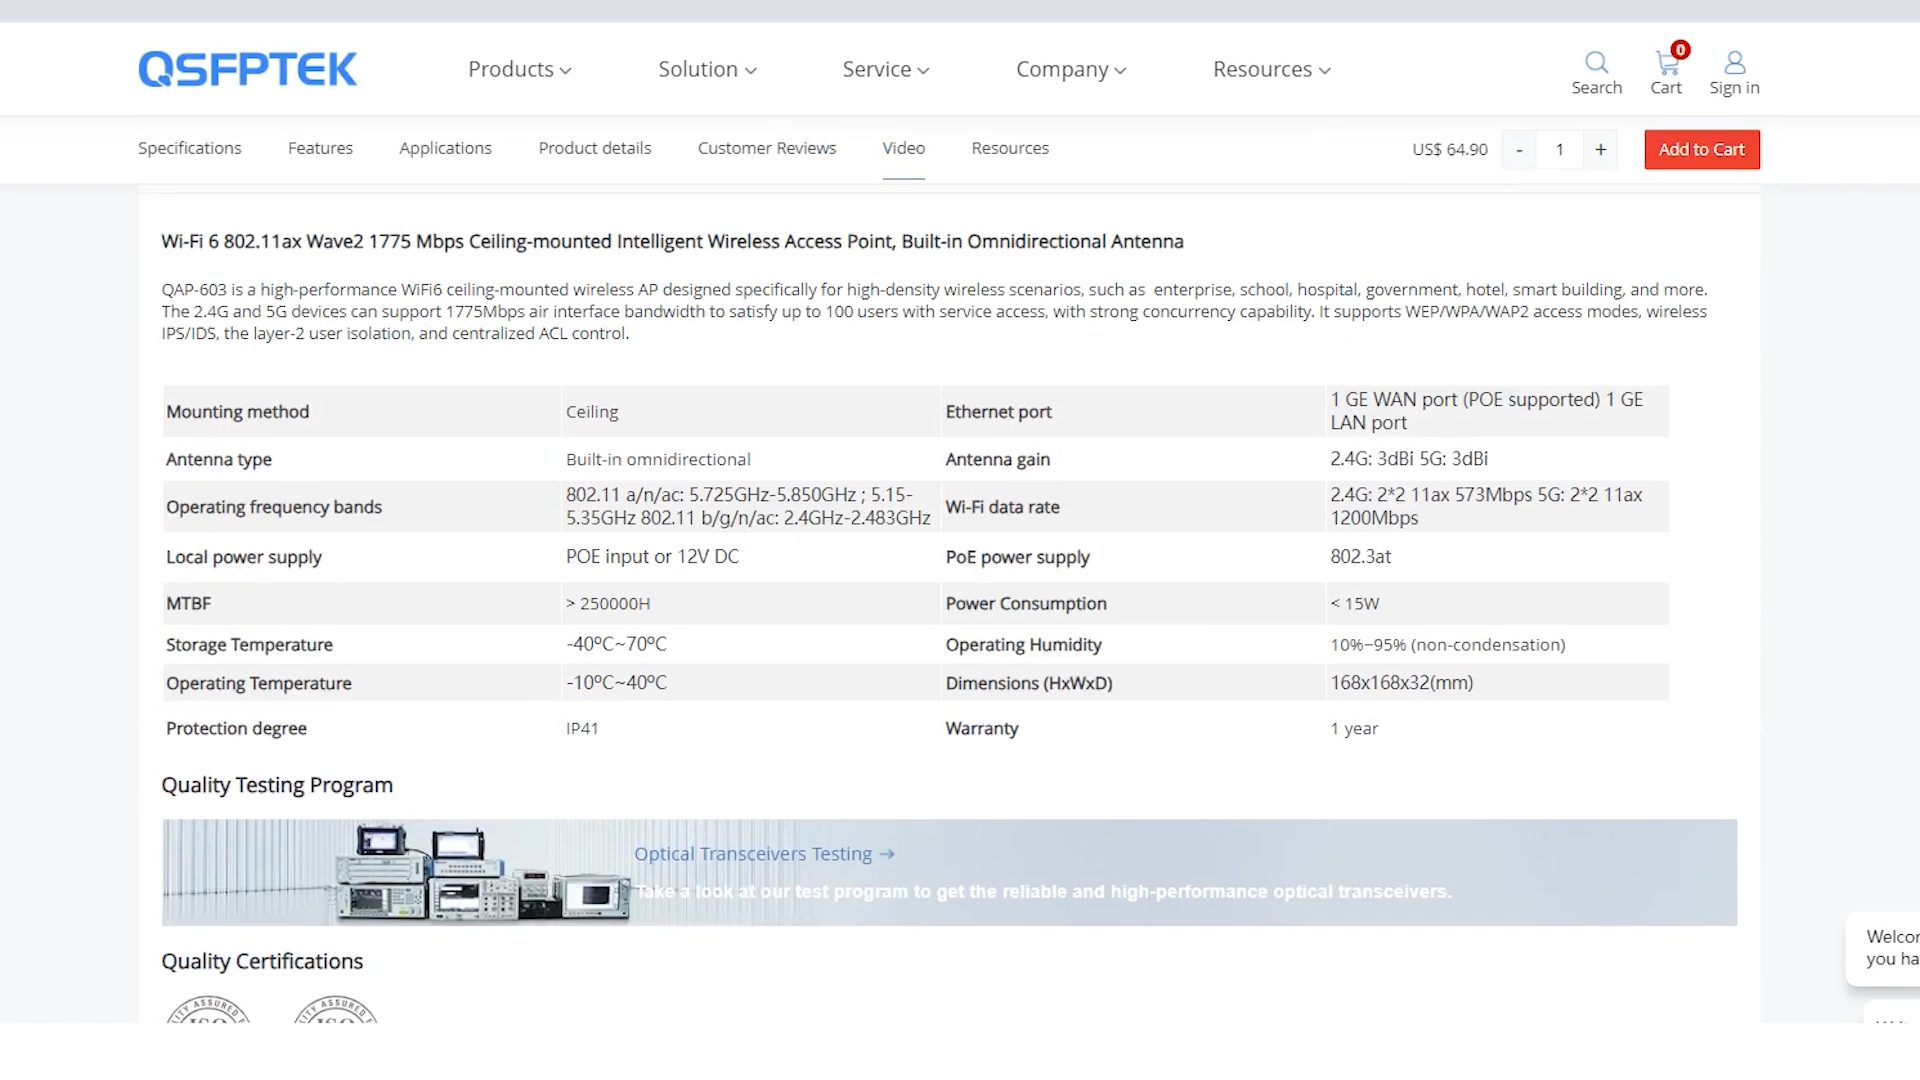 QSFPTEK
Products
Solution
Service
Company
Resources
0
Search
Cart
Sign in
Specifications
Features
Applications
Product details
Customer Reviews
Video
Resources
US$ 64.90
-
1
+
Add to Cart
Wi-Fi 6 802.11ax Wave2 1775 Mbps Ceiling-mounted Intelligent Wireless Access Point, Built-in Omnidirectional Antenna
QAP-603 is a high-performance WiFi6 ceiling-mounted wireless AP designed specifically for high-density wireless scenarios, such as enterprise, school, hospital, government, hotel, smart building, and more.
The 2.4G and 5G devices can support 1775Mbps air interface bandwidth to satisfy up to 100 users with service access, with strong concurrency capability. It supports WEP/WPA/WAP2 access modes, wireless
IPS/IDS, the layer-2 user isolation, and centralized ACL control.
Mounting method
Ceiling
Ethernet port
1 GE WAN port (POE supported) 1 GE
LAN port
Antenna type
Built-in omnidirectional
Antenna gain
2.4G: 3dBi 5G: 3dBi
Operating frequency bands
802.11 a/n/ac: 5.725GHz-5.850GHz ; 5.15-
5.35GHz 802.11 b/g/n/ac: 2.4GHz-2.483GHz
Wi-Fi data rate
2.4G: 2*2 11ax 573Mbps 5G: 2*2 11ax
1200Mbps
Local power supply
POE input or 12V DC
PoE power supply
802.3at
MTBF
> 250000H
Power Consumption
< 15W
Storage Temperature
-40ºC~70ºC
Operating Humidity
10%~95% (non-condensation)
Operating Temperature
-10ºC~40ºC
Dimensions (HxWxD)
168x168x32(mm)
Protection degree
IP41
Warranty
1 year
Quality Testing Program
Optical Transceivers Testing →
Take a look at our test program to get the reliable and high-performance optical transceivers.
Quality Certifications
ASSURED
ISO
ASSURED
ISO
Welcor
you ha